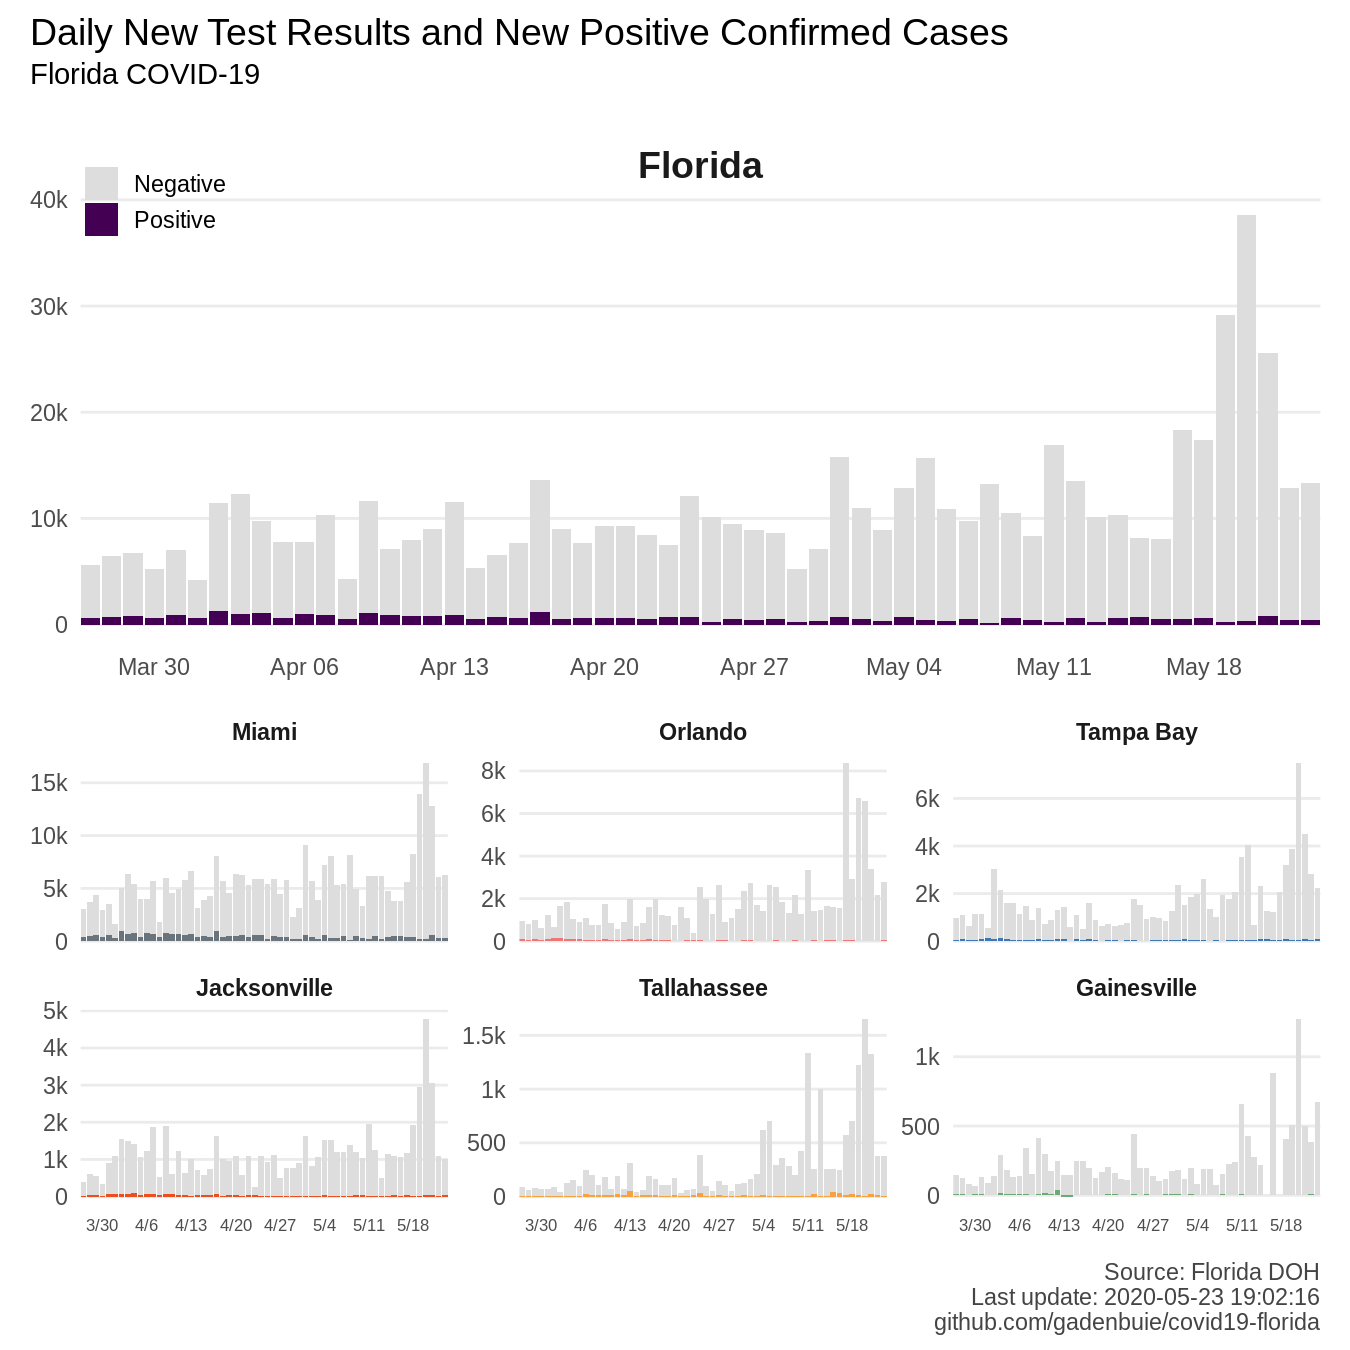 Daily New Test Results and New Positive Confirmed Cases
Florida COVID-19
Florida
Negative
Positive
40k
30k
20k
10k
0
Mar 30 Apr 06 Apr 13 Apr 20 Apr 27 May 04 May 11 May 18
Miami
15k
10k
5k
0
Orlando
8k
6k
4k
2k
0
Tampa Bay
6k
4k
2k
0
Jacksonville
5k
4k
3k
2k
1k
0
3/30 4/6 4/13 4/20 4/27 5/4 5/11 5/18
Tallahassee
1.5k
1k
500
0
3/30 4/6 4/13 4/20 4/27 5/4 5/11 5/18
Gainesville
1k
500
0
3/30 4/6 4/13 4/20 4/27 5/4 5/11 5/18
Source: Florida DOH
Last update: 2020-05-23 19:02:16
github.com/gadenbuie/covid19-florida